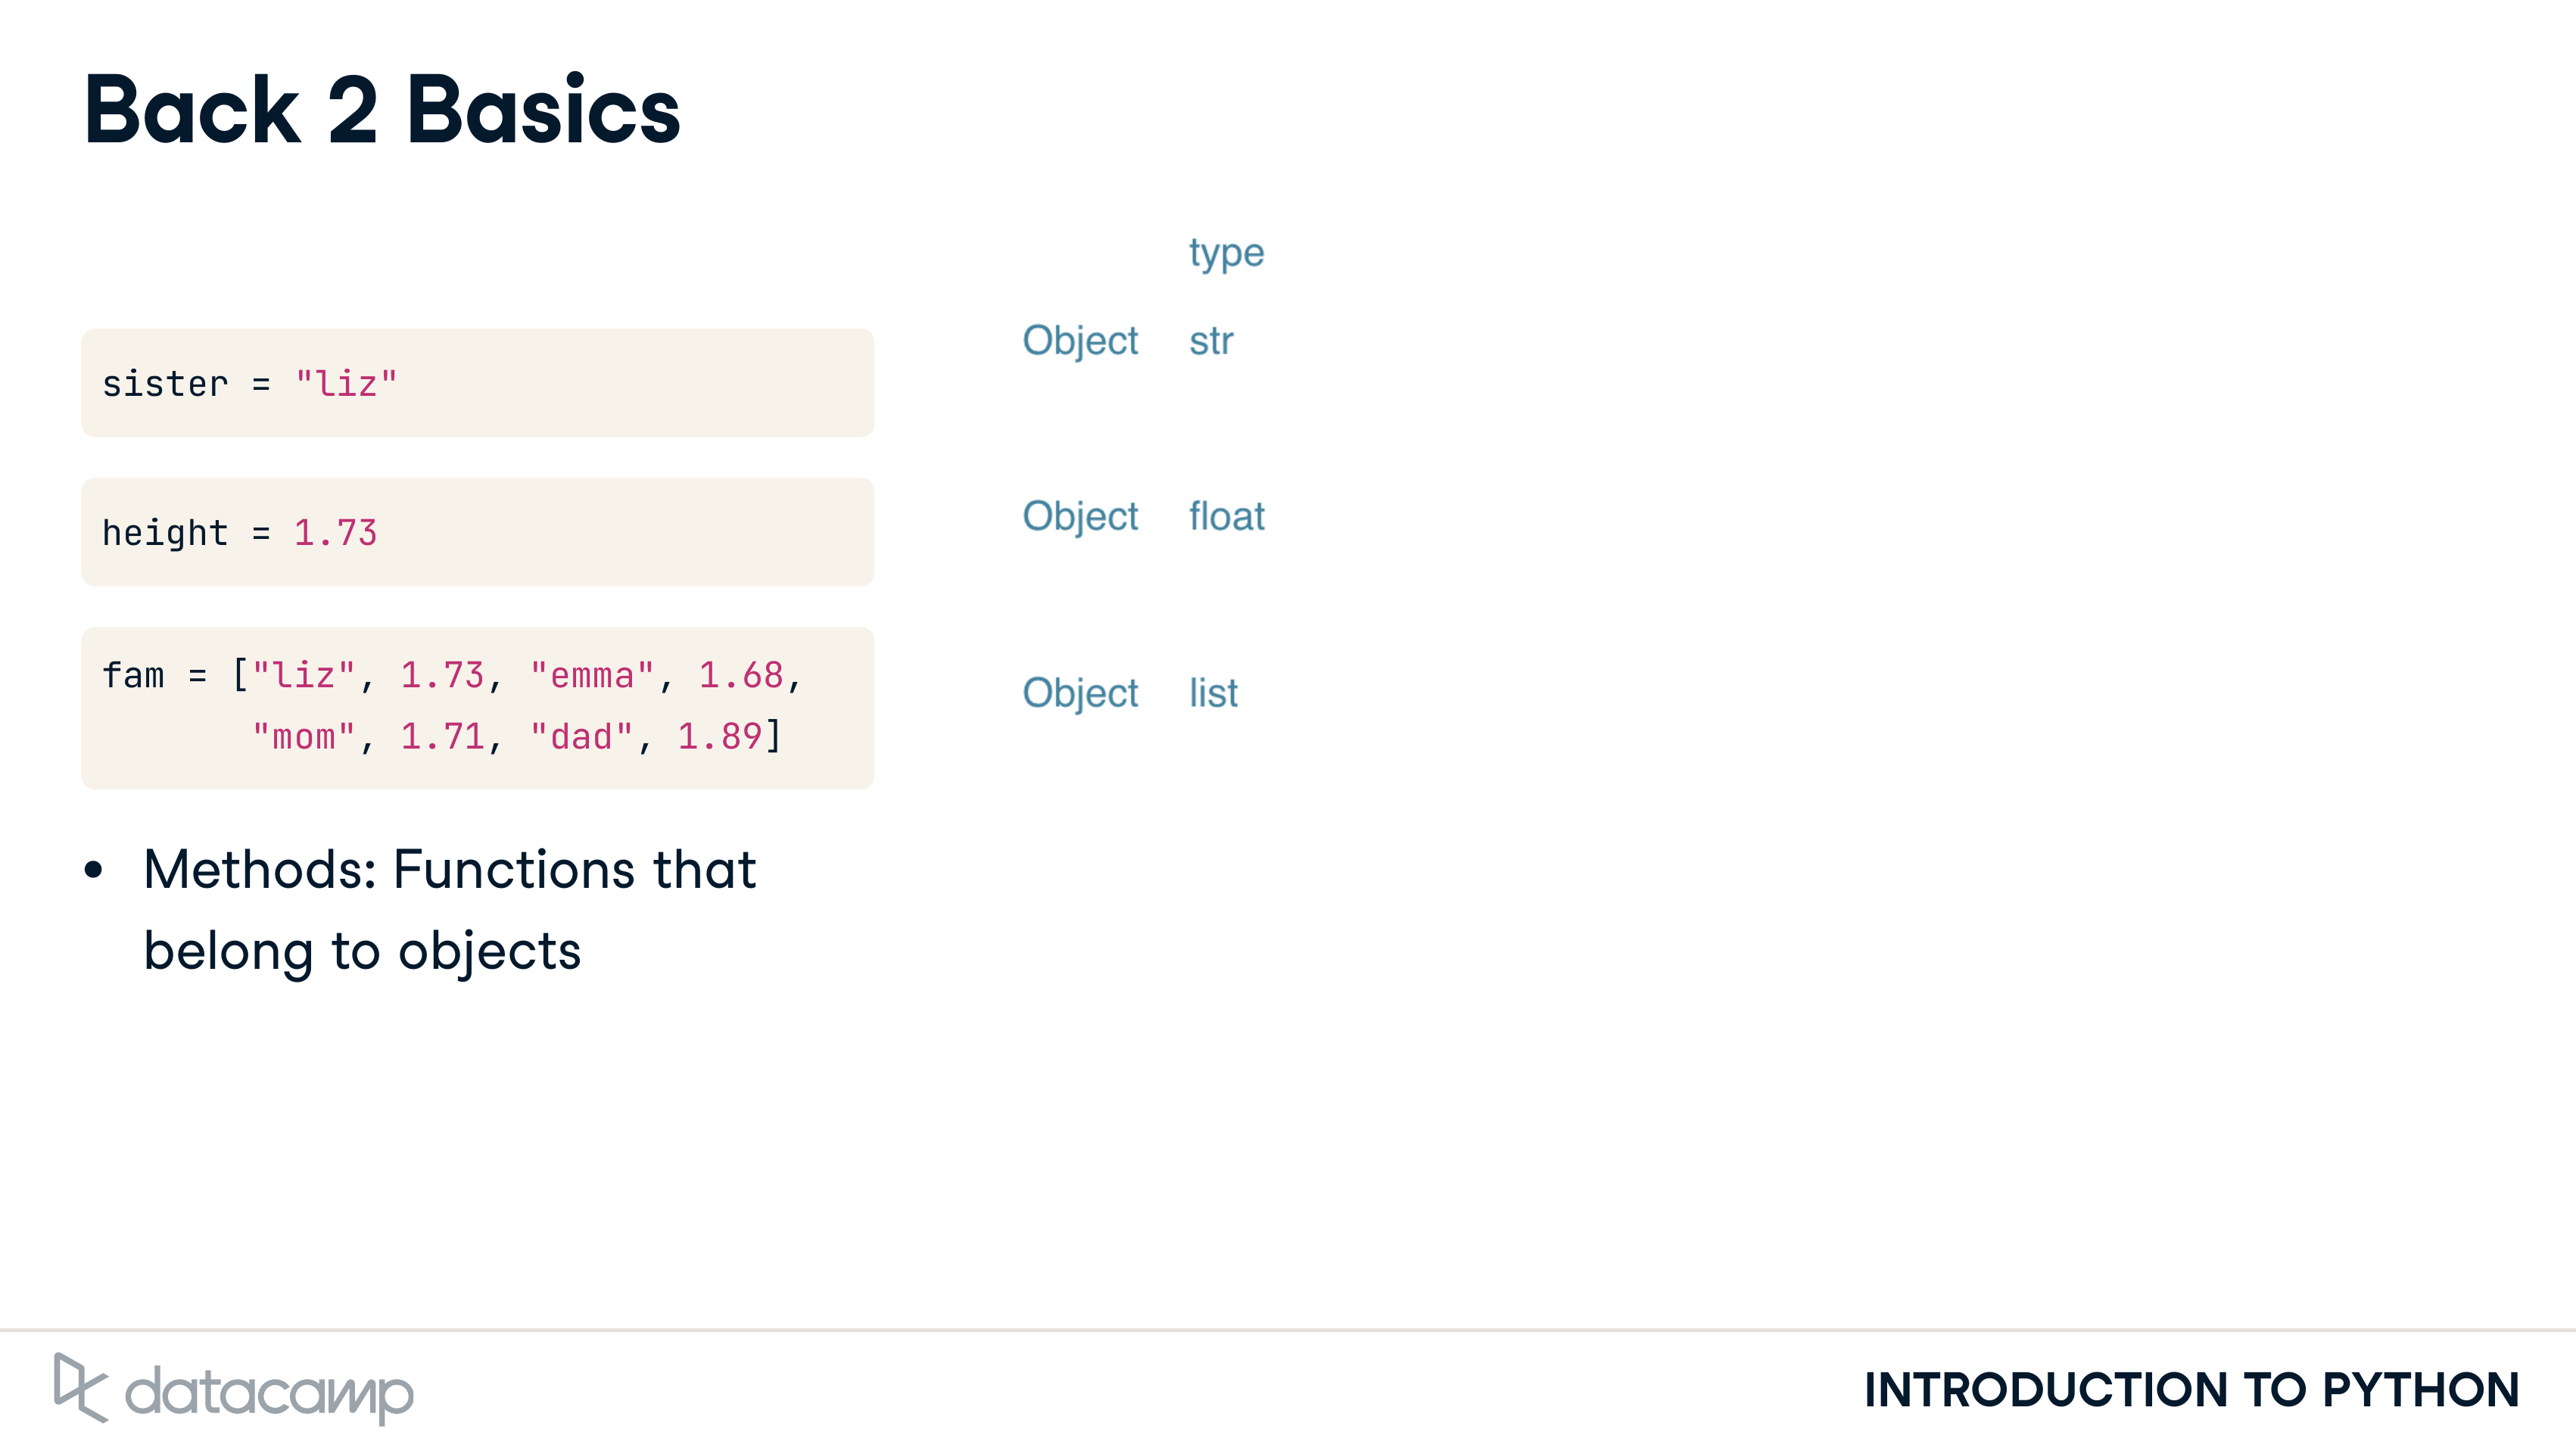 Back 2 Basics
type
sister = "liz"
Object str
height = 1.73
Object float
fam = ["liz", 1.73, "emma", 1.68,
"mom", 1.71, "dad", 1.89]
Object list
• Methods: Functions that
belong to objects
datacamp
INTRODUCTION TO PYTHON